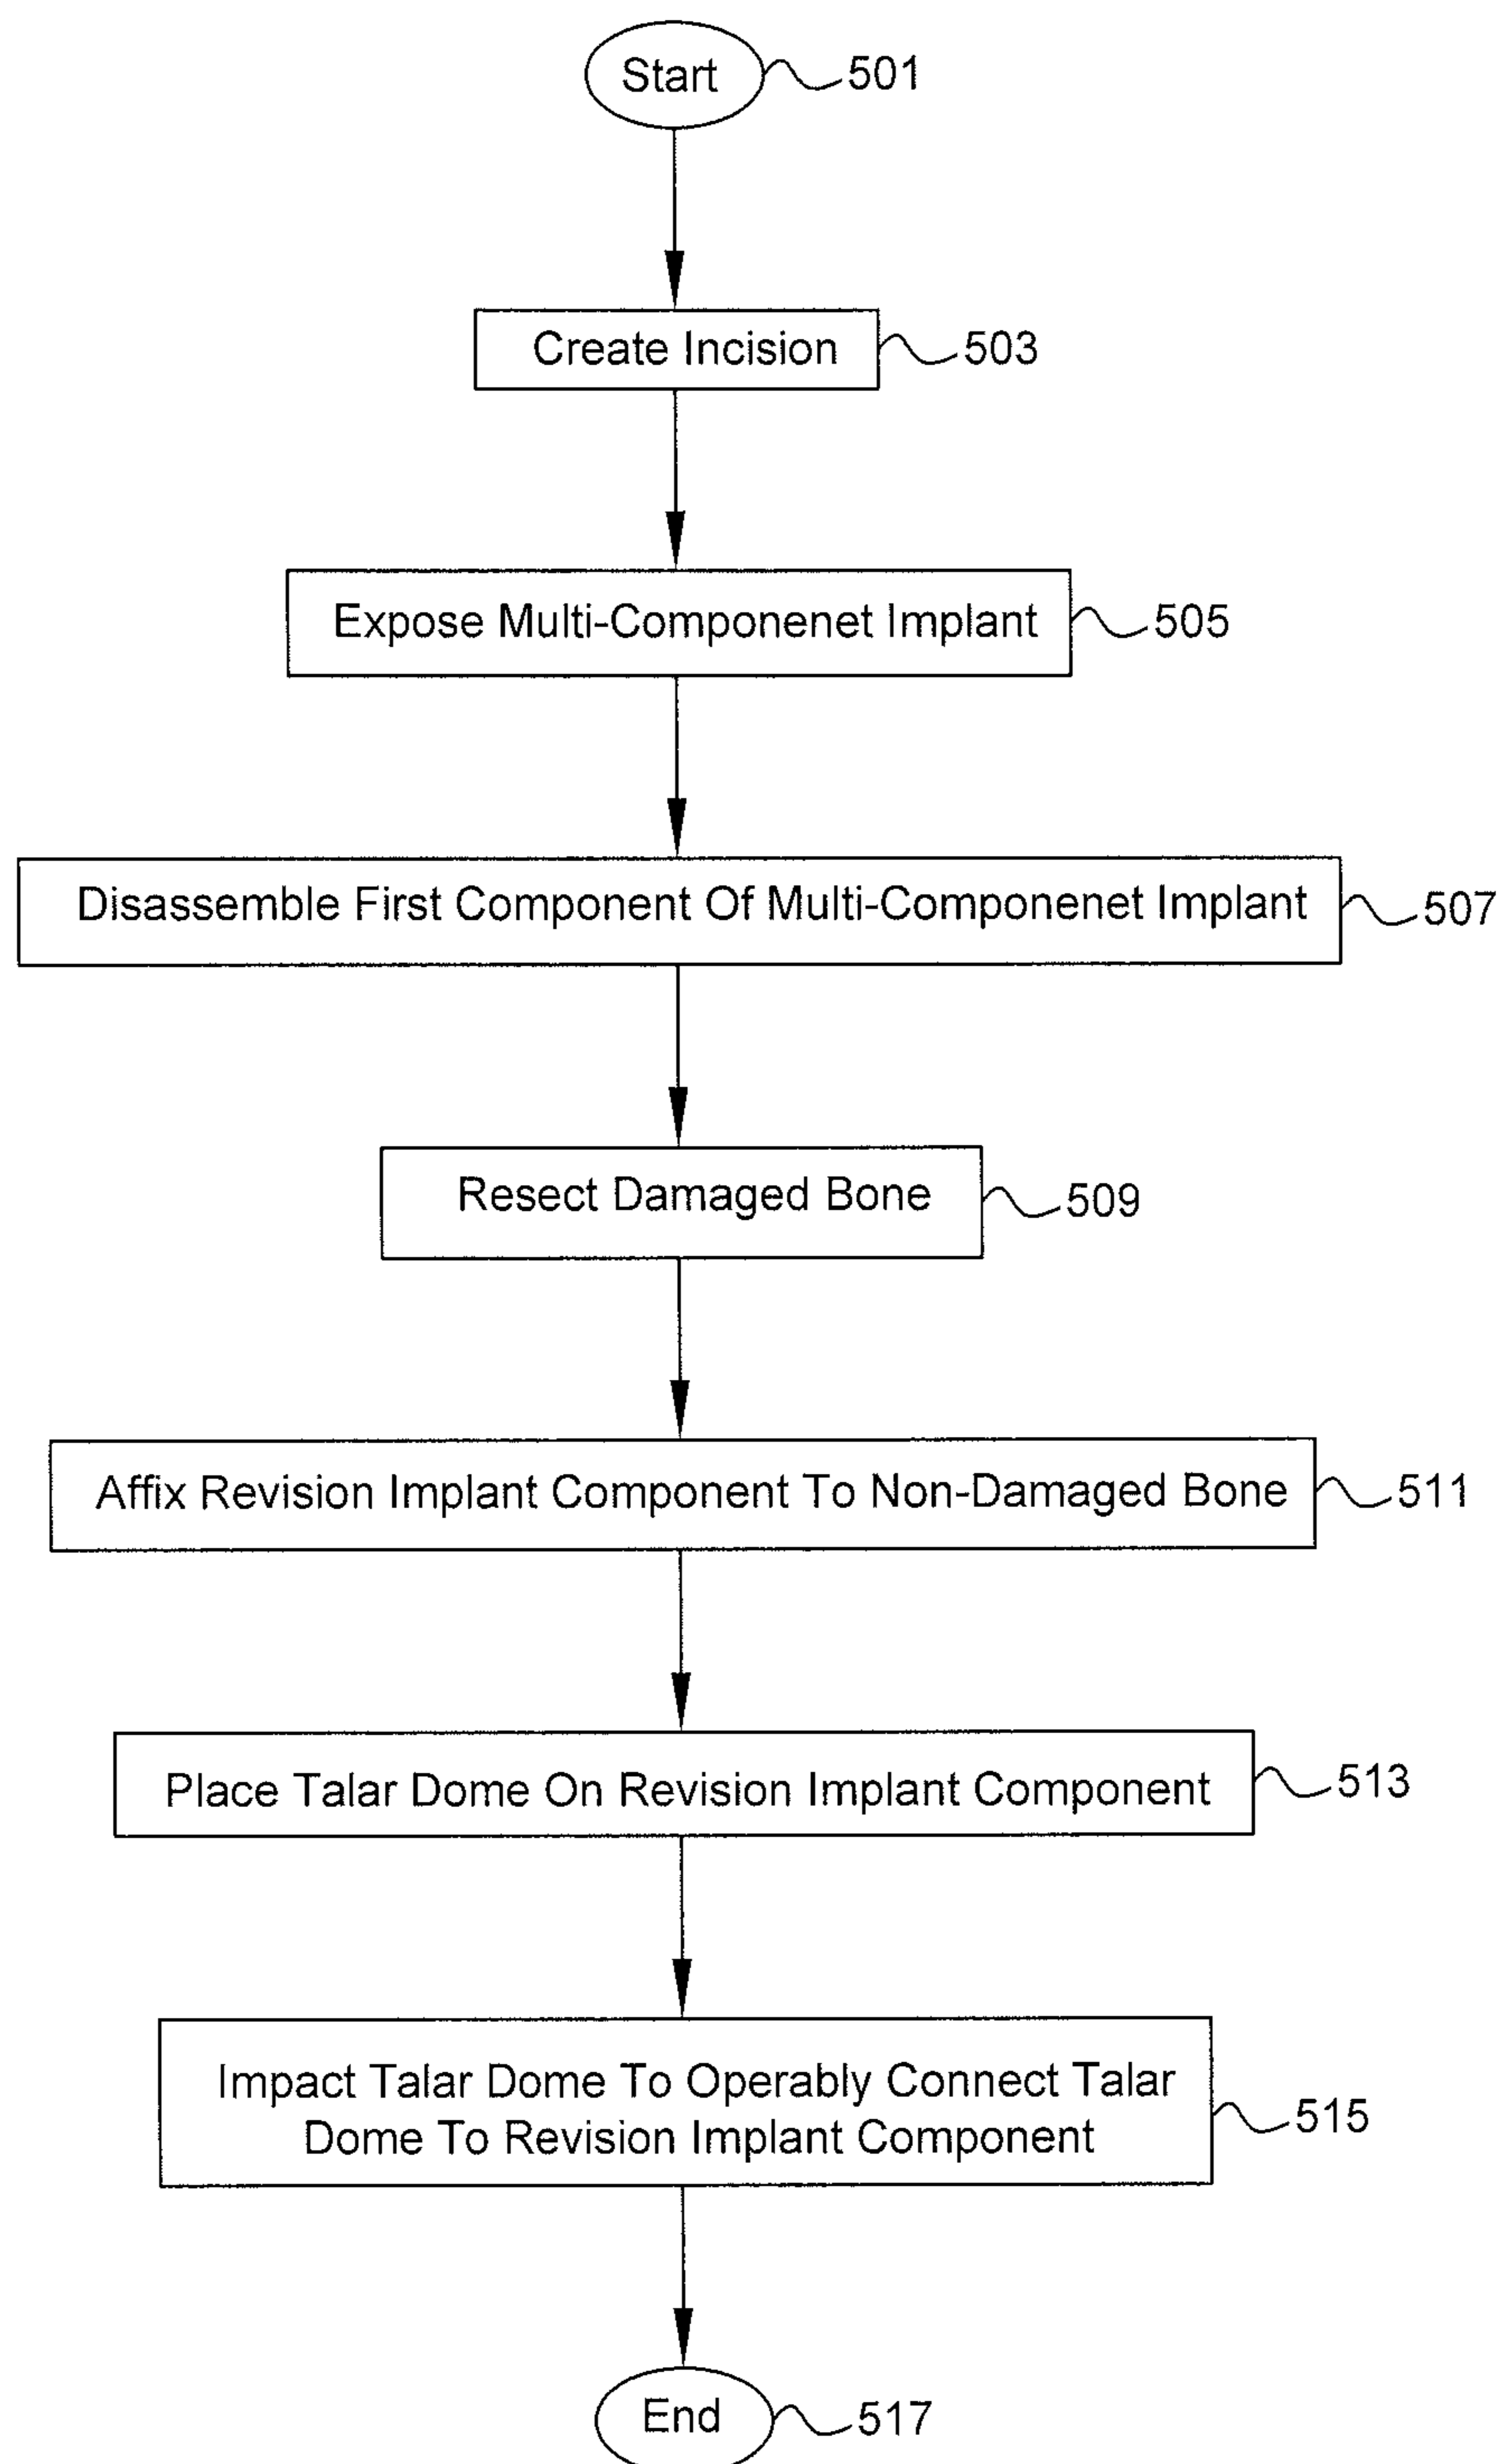 Start 501
Create Incision 503
Expose Multi-Componenet Implant 505
Disassemble First Component Of Multi-Componenet Implant 507
Resect Damaged Bone 509
Affix Revision Implant Component To Non-Damaged Bone 511
Place Talar Dome On Revision Implant Component 513
Impact Talar Dome To Operably Connect Talar
Dome To Revision Implant Component 515
End 517